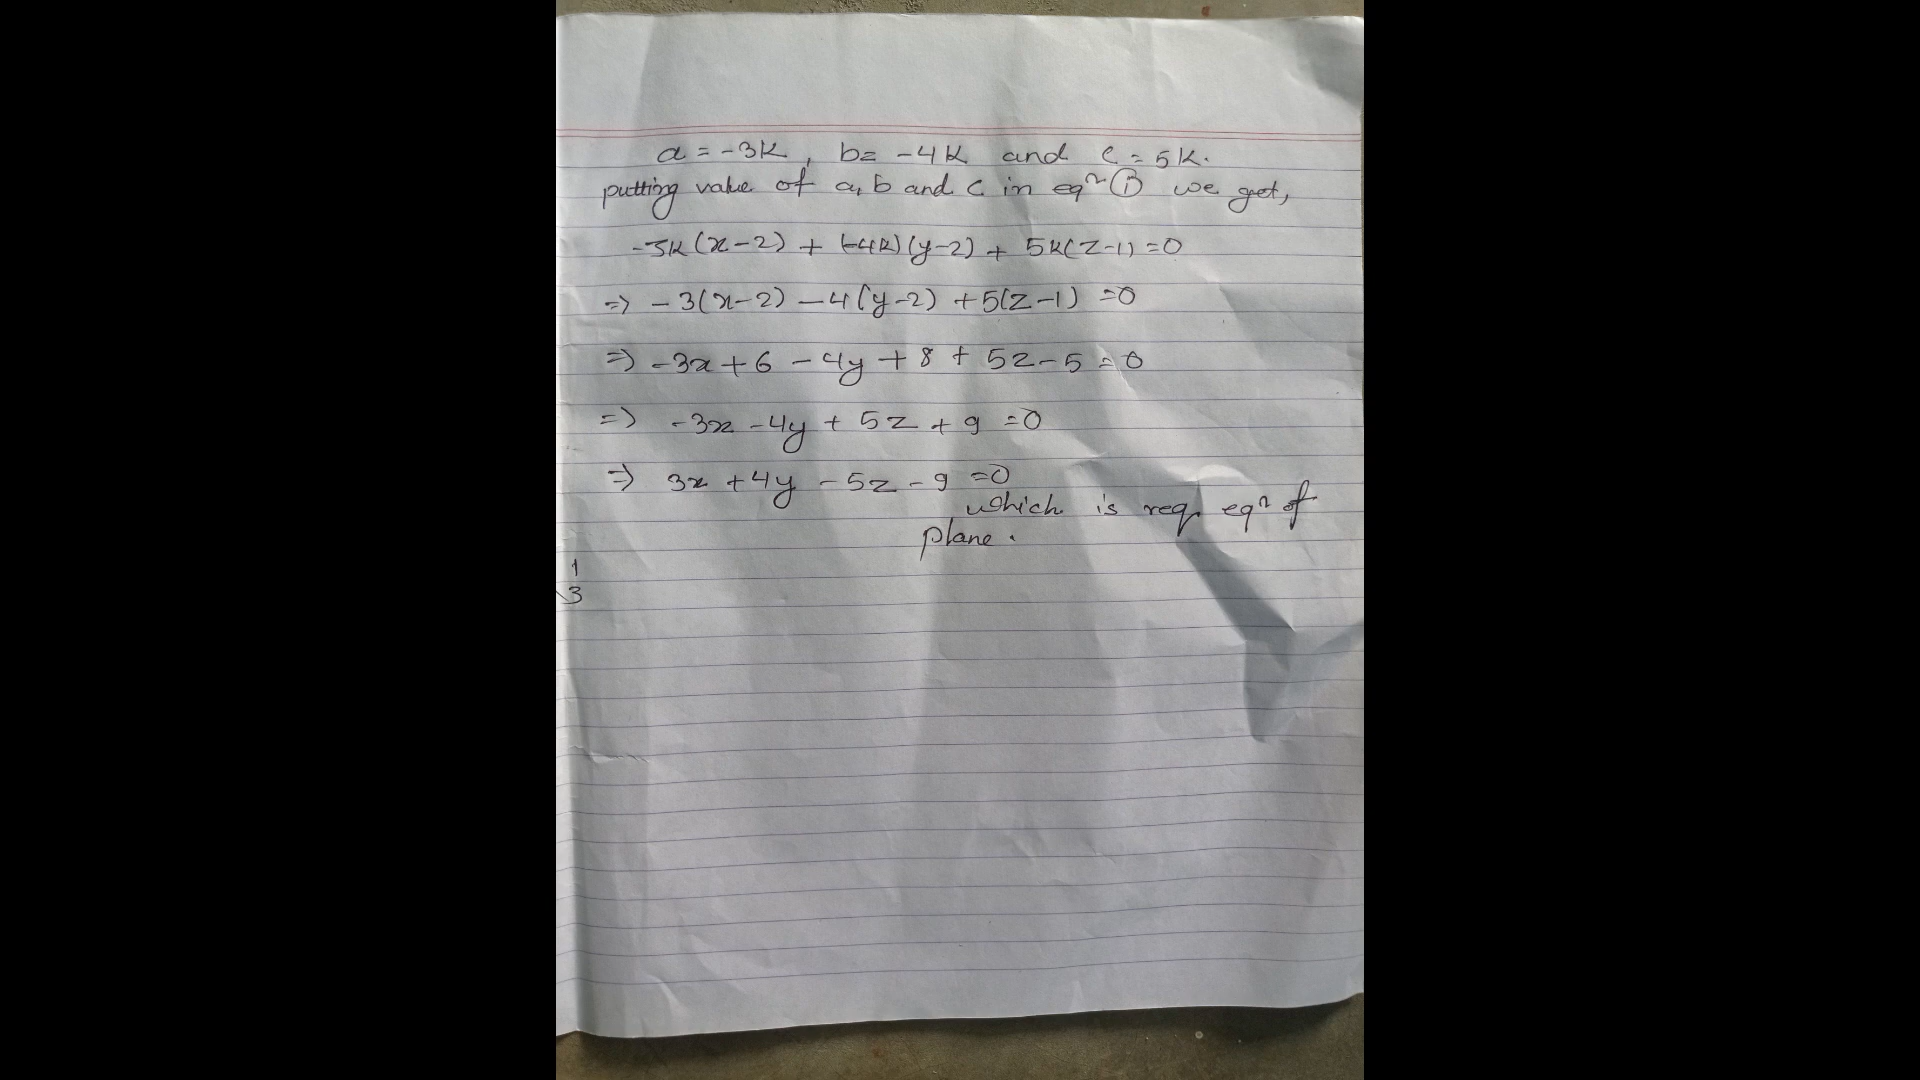 a = -3k, b = -4k and c = 5k.
putting value of a, b and c in eqⁿ ① we get,
-3k(x-2) + (-4k)(y-2) + 5k(z-1) = 0
=> -3(x-2) -4(y-2) +5(z-1) =0
=> -3x + 6 - 4y + 8 + 5z - 5 = 0
=> -3x - 4y + 5z + 9 = 0
=> 3x + 4y - 5z - 9 = 0
which is req. eqⁿ of
plane.
1
3